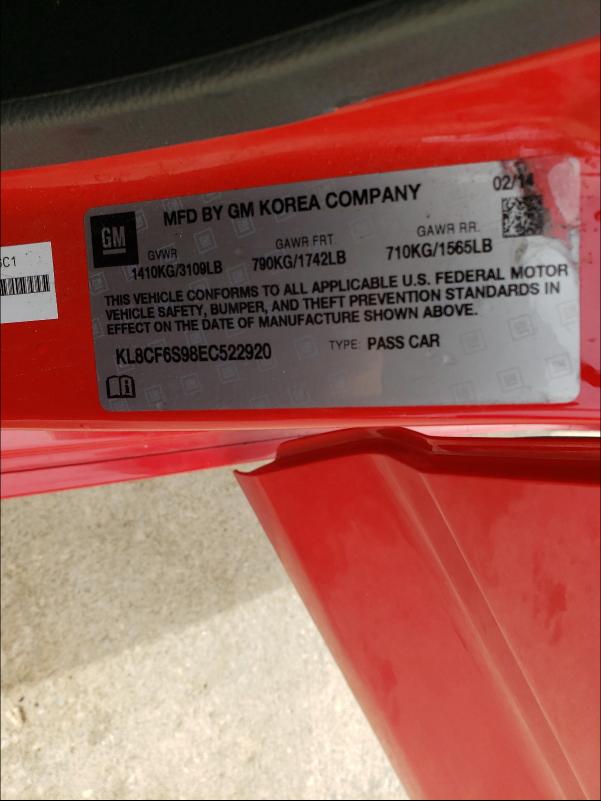 MFD BY GM KOREA COMPANY
02/14
GM
GVWR
GAWR FRT.
GAWR RR.
1410KG/3109LB
790KG/1742LB
710KG/1565LB
THIS VEHICLE CONFORMS TO ALL APPLICABLE U.S. FEDERAL MOTOR
VEHICLE SAFETY, BUMPER, AND THEFT PREVENTION STANDARDS IN
EFFECT ON THE DATE OF MANUFACTURE SHOWN ABOVE.
KL8CF6S98EC522920
TYPE: PASS CAR